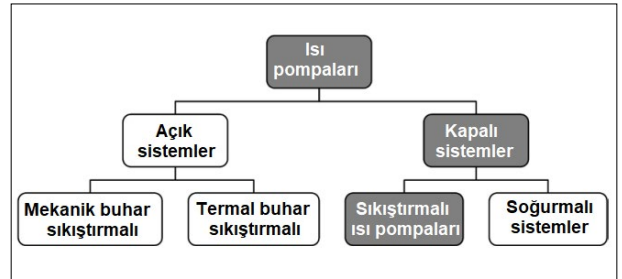 Isı
pompaları
Açık
sistemler
Kapalı
sistemler
Mekanik buhar
sıkıştırmalı
Termal buhar
sıkıştırmalı
Sıkıştırmalı
ısı pompaları
Soğurmalı
sistemler